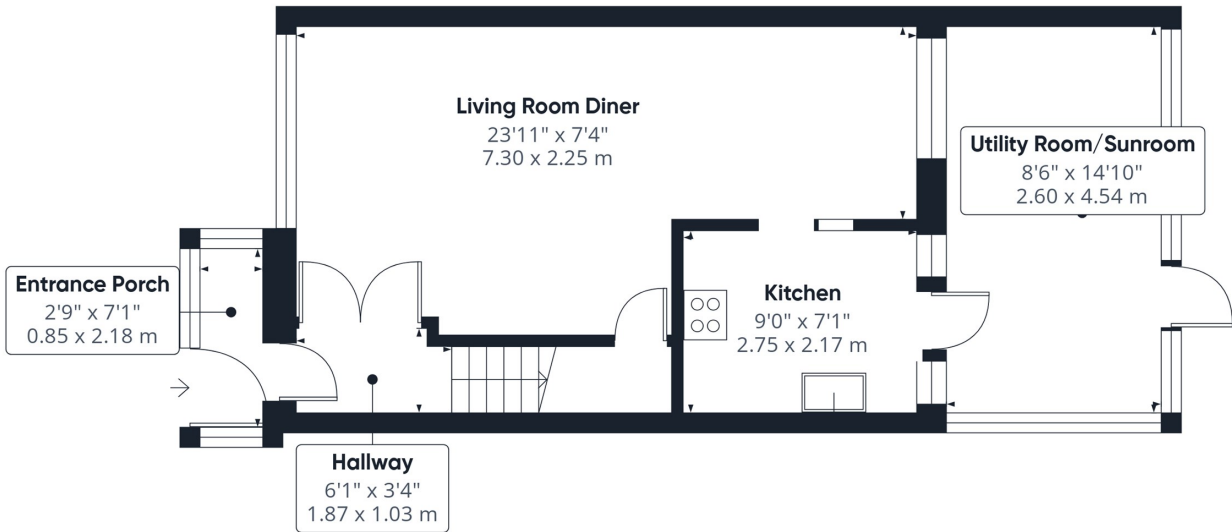 Living Room Diner
23'11" x 7'4"
7.30 x 2.25 m
Utility Room/Sunroom
8'6" x 14'10"
2.60 x 4.54 m
Entrance Porch
2'9" x 7'1"
0.85 x 2.18 m
Kitchen
9'0" x 7'1"
2.75 x 2.17 m
Hallway
6'1" x 3'4"
1.87 x 1.03 m